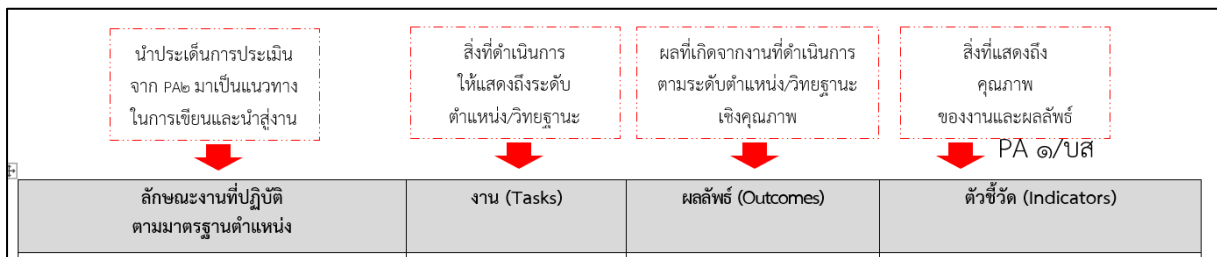 นำประเด็นการประเมิน
จาก PA๒ มาเป็นแนวทาง
ในการเขียนและนำสู่งาน
สิ่งที่ดำเนินการ
ให้แสดงถึงระดับ
ตำแหน่ง/วิทยฐานะ
ผลที่เกิดจากงานที่ดำเนินการ
ตามระดับตำแหน่ง/วิทยฐานะ
เชิงคุณภาพ
สิ่งที่แสดงถึง
คุณภาพ
ของงานและผลลัพธ์
PA ๑/บส
ลักษณะงานที่ปฏิบัติ
ตามมาตรฐานตำแหน่ง
งาน (Tasks)
ผลลัพธ์ (Outcomes)
ตัวชี้วัด (Indicators)